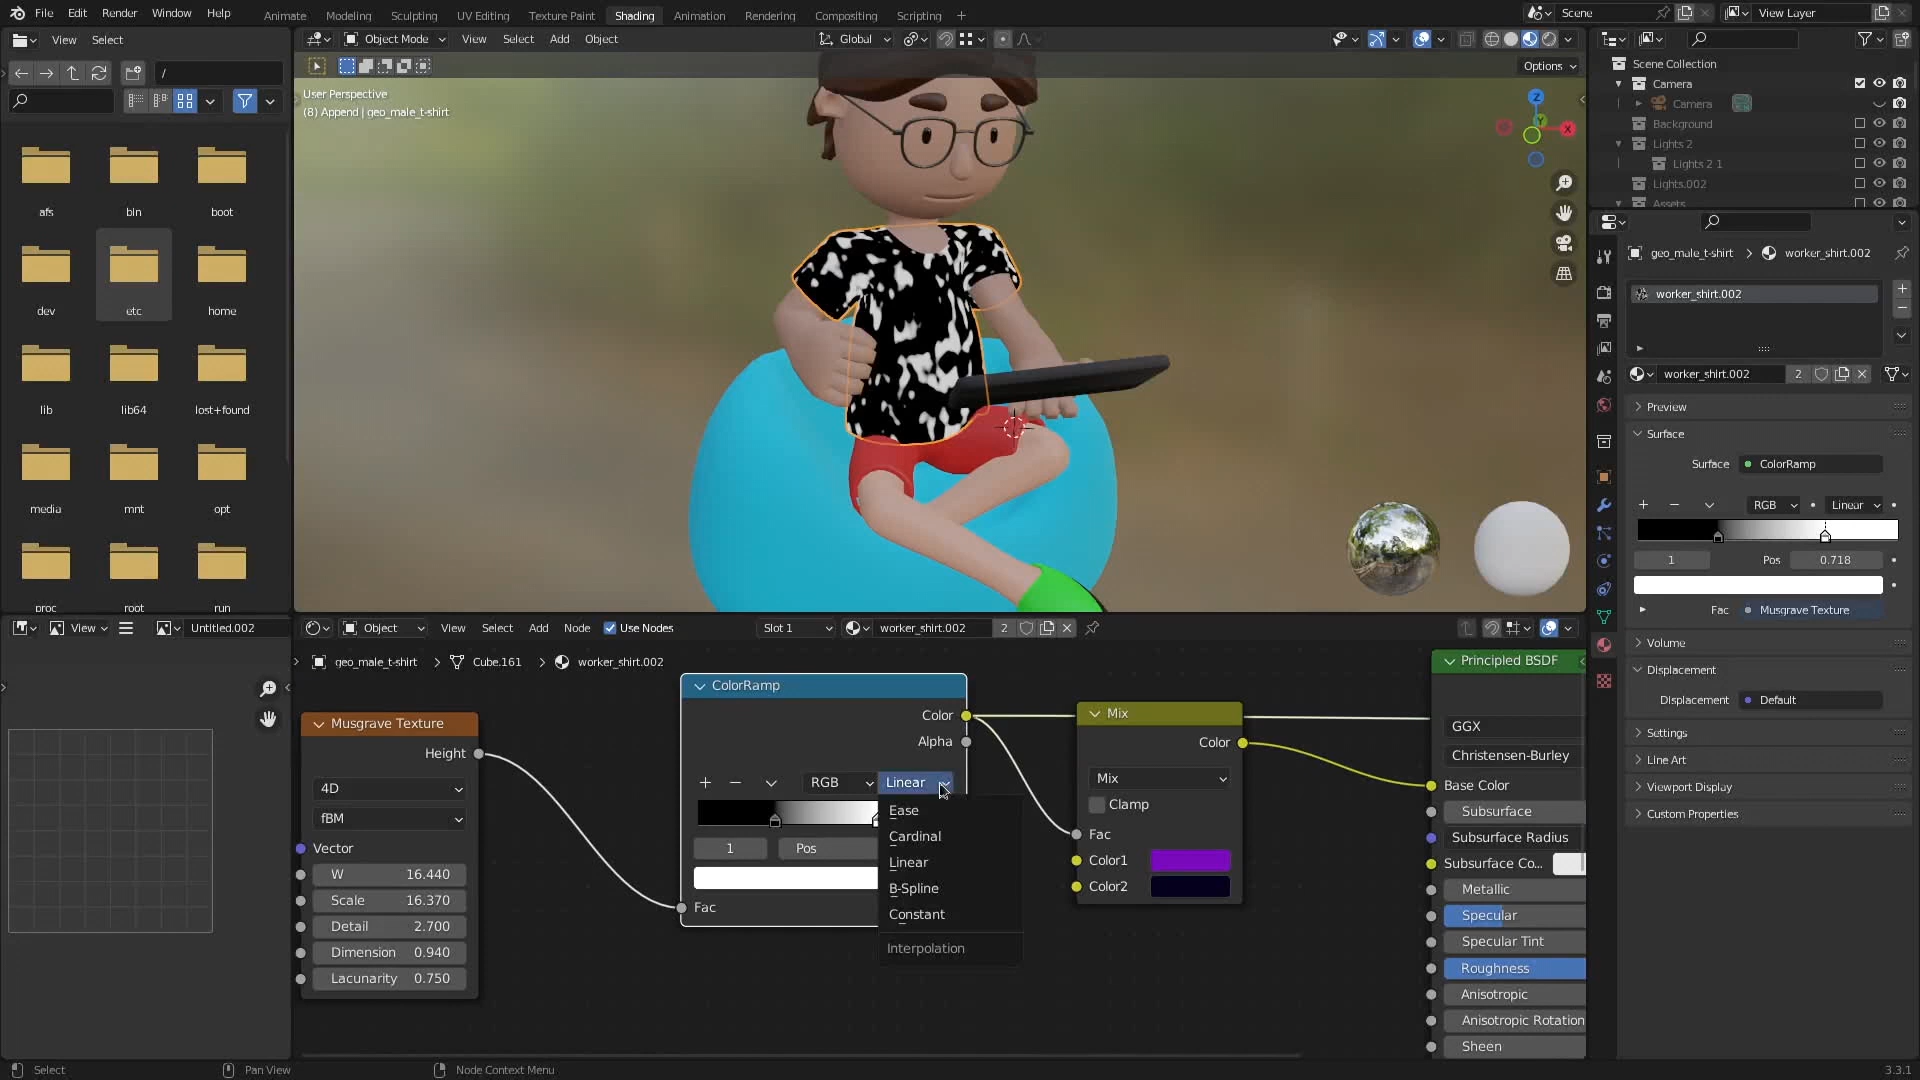 File Edit Render Window Help Animate Modeling Sculpting UV Editing Texture Paint Shading Animation Rendering Compositing Scripting + Scene View Layer
View Select
Object Mode View Select Add Object Global
/
Options
User Perspective
(8) Append | geo_male_t-shirt
Z
Y
X
afs bin boot
dev etc home
lib lib64 lost+found
media mnt opt
proc root run
Scene Collection
Camera
Camera
Background
Lights 2
Lights 2 1
Lights.002
Assets
geo_male_t-shirt > worker_shirt.002
worker_shirt.002
worker_shirt.002 2
Preview
Surface
Surface ColorRamp
RGB Linear
1 Pos 0.718
Fac Musgrave Texture
Volume
Displacement
Displacement Default
Settings
Line Art
Viewport Display
Custom Properties
View Untitled.002
Object View Select Add Node Use Nodes Slot 1 worker_shirt.002 2
geo_male_t-shirt > Cube.161 > worker_shirt.002
Musgrave Texture
Height
4D
fBM
Vector
W 16.440
Scale 16.370
Detail 2.700
Dimension 0.940
Lacunarity 0.750
ColorRamp
Color
Alpha
RGB Linear
1 Pos
Fac
Ease
Cardinal
Linear
B-Spline
Constant
Interpolation
Mix
Color
Mix
Clamp
Fac
Color1
Color2
Principled BSDF
GGX
Christensen-Burley
Base Color
Subsurface
Subsurface Radius
Subsurface Co...
Metallic
Specular
Specular Tint
Roughness
Anisotropic
Anisotropic Rotation
Sheen
Select Pan View Node Context Menu 3.3.1